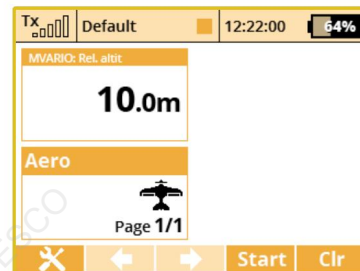 Tx Default 12:22:00 64%
MVARIO: Rel. altit
10.0m
Aero
Page 1/1
Start Clr